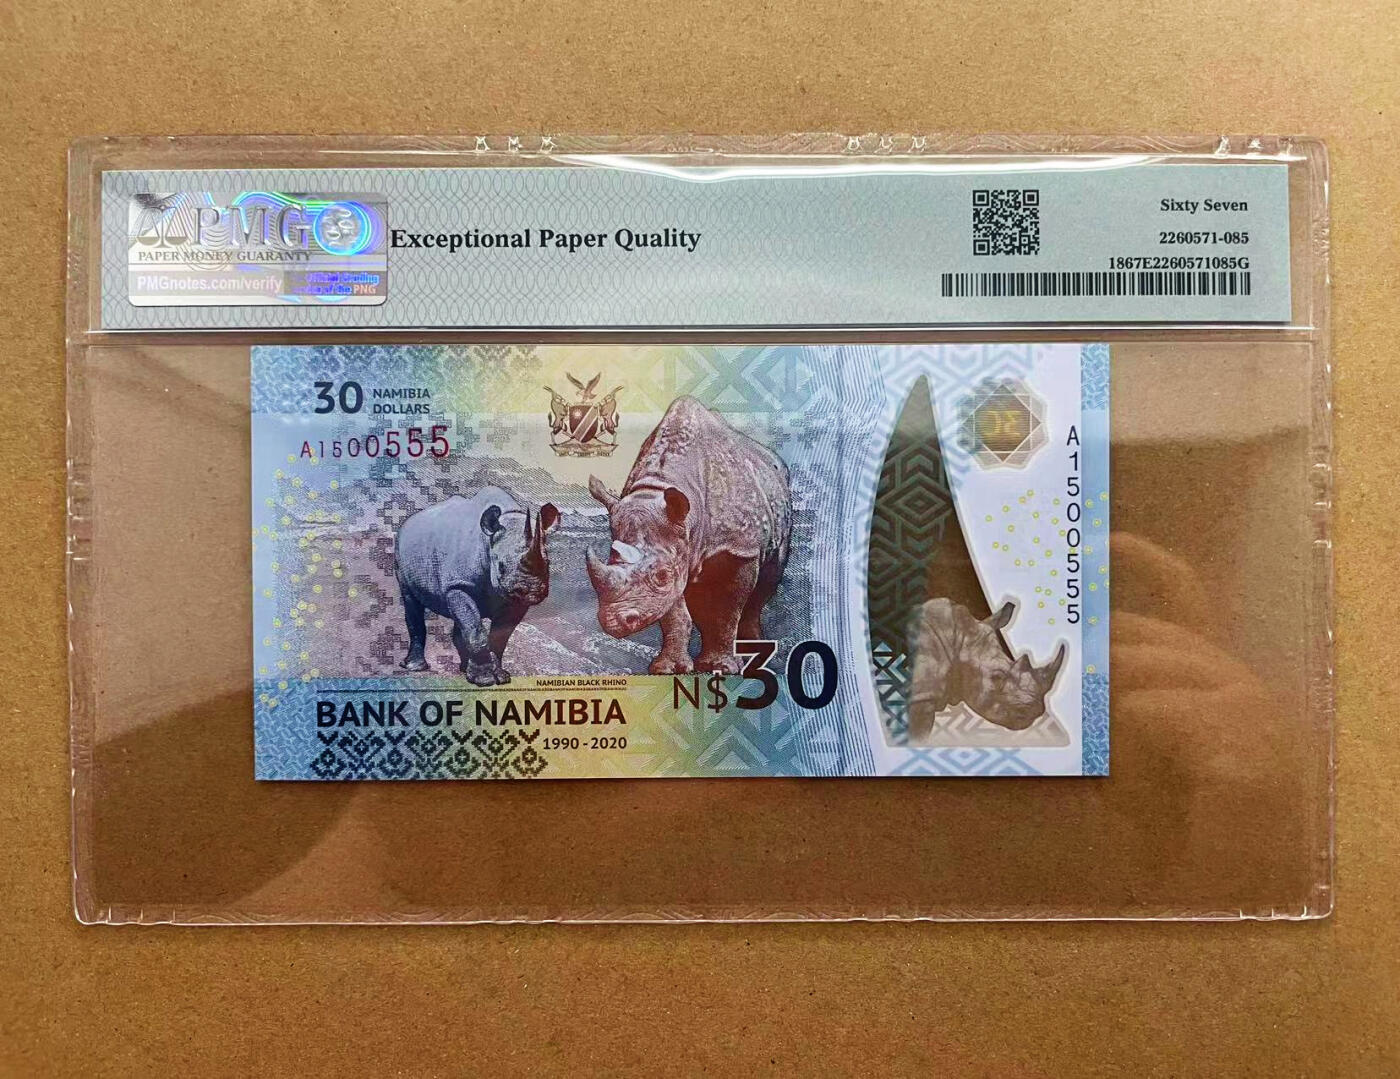 PMG
PAPER MONEY GUARANTY
PMGnotes.com/verify
Exceptional Paper Quality
Sixty Seven
2260571-085
1867E2260571085G
30 NAMIBIA
DOLLARS
A1500555
A1500555
NAMIBIAN BLACK RHINO
N$30
BANK OF NAMIBIA
1990 - 2020